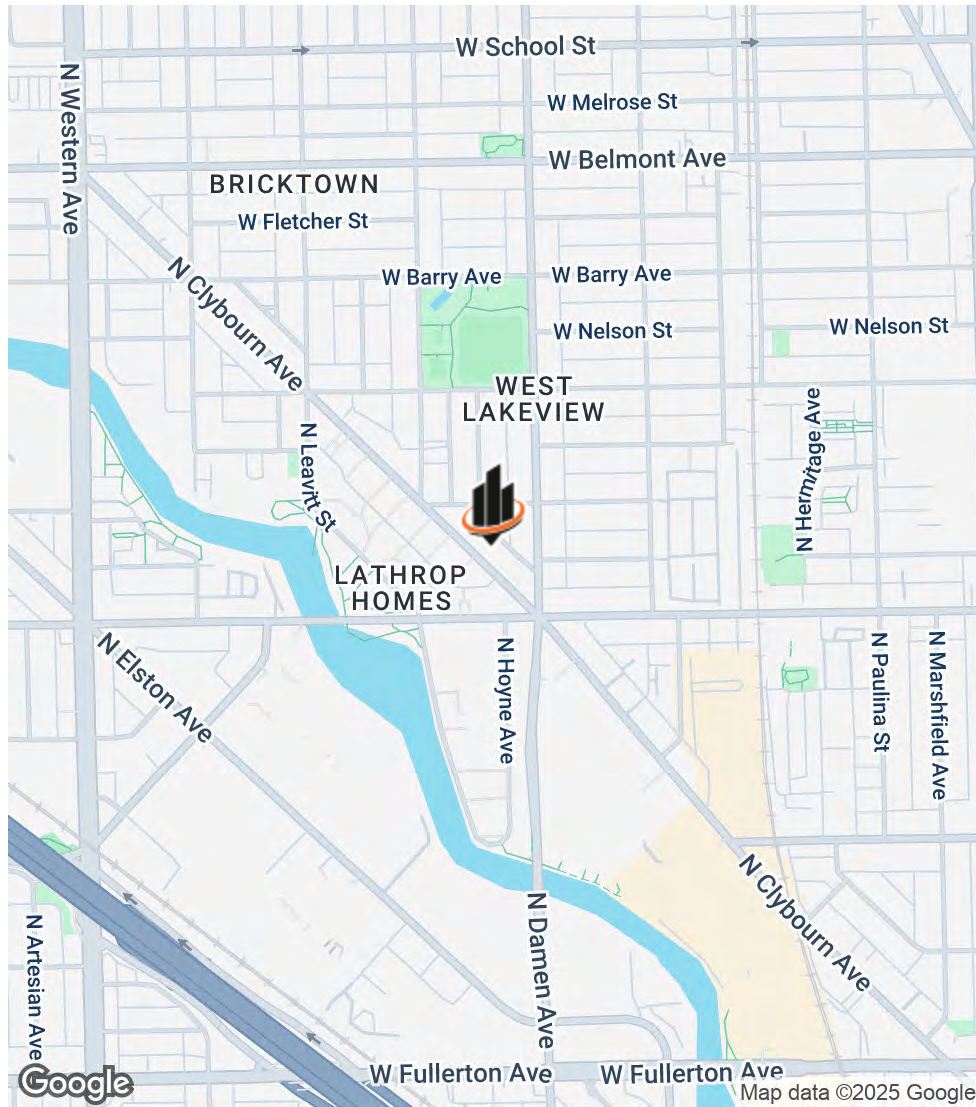 W School St
N Western Ave
W Melrose St
W Belmont Ave
BRICKTOWN
W Fletcher St
N Clybourn Ave
W Barry Ave
W Barry Ave
W Nelson St
W Nelson St
WEST
LAKEVIEW
N Hermitage Ave
N Leavitt St
LATHROP
HOMES
N Elston Ave
N Hoyne Ave
N Paulina St
N Marshfield Ave
N Clybourn Ave
N Damen Ave
N Artesian Ave
W Fullerton Ave
W Fullerton Ave
Google
Map data ©2025 Google